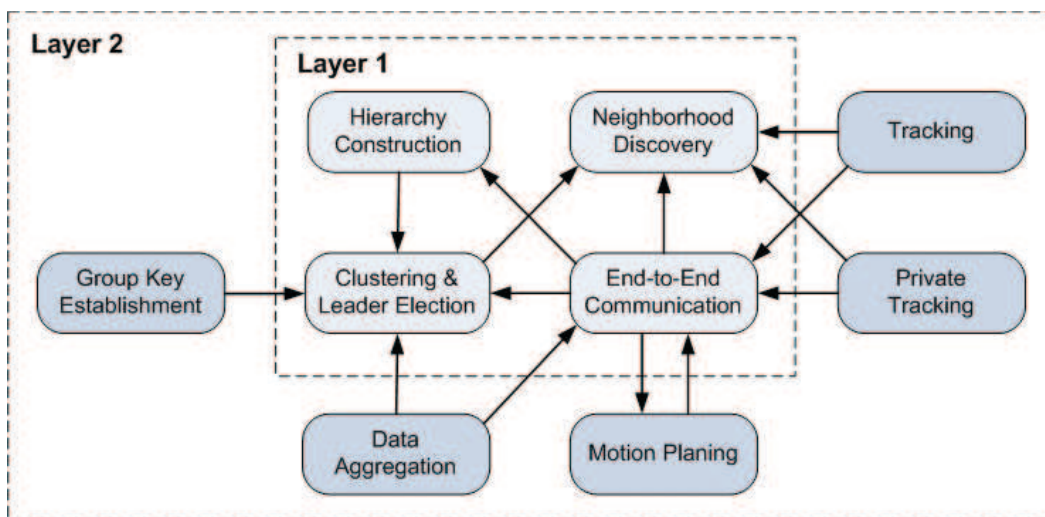 Layer 2
Layer 1
Hierarchy
Construction
Neighborhood
Discovery
Tracking
Group Key
Establishment
Clustering &
Leader Election
End-to-End
Communication
Private
Tracking
Data
Aggregation
Motion Planing